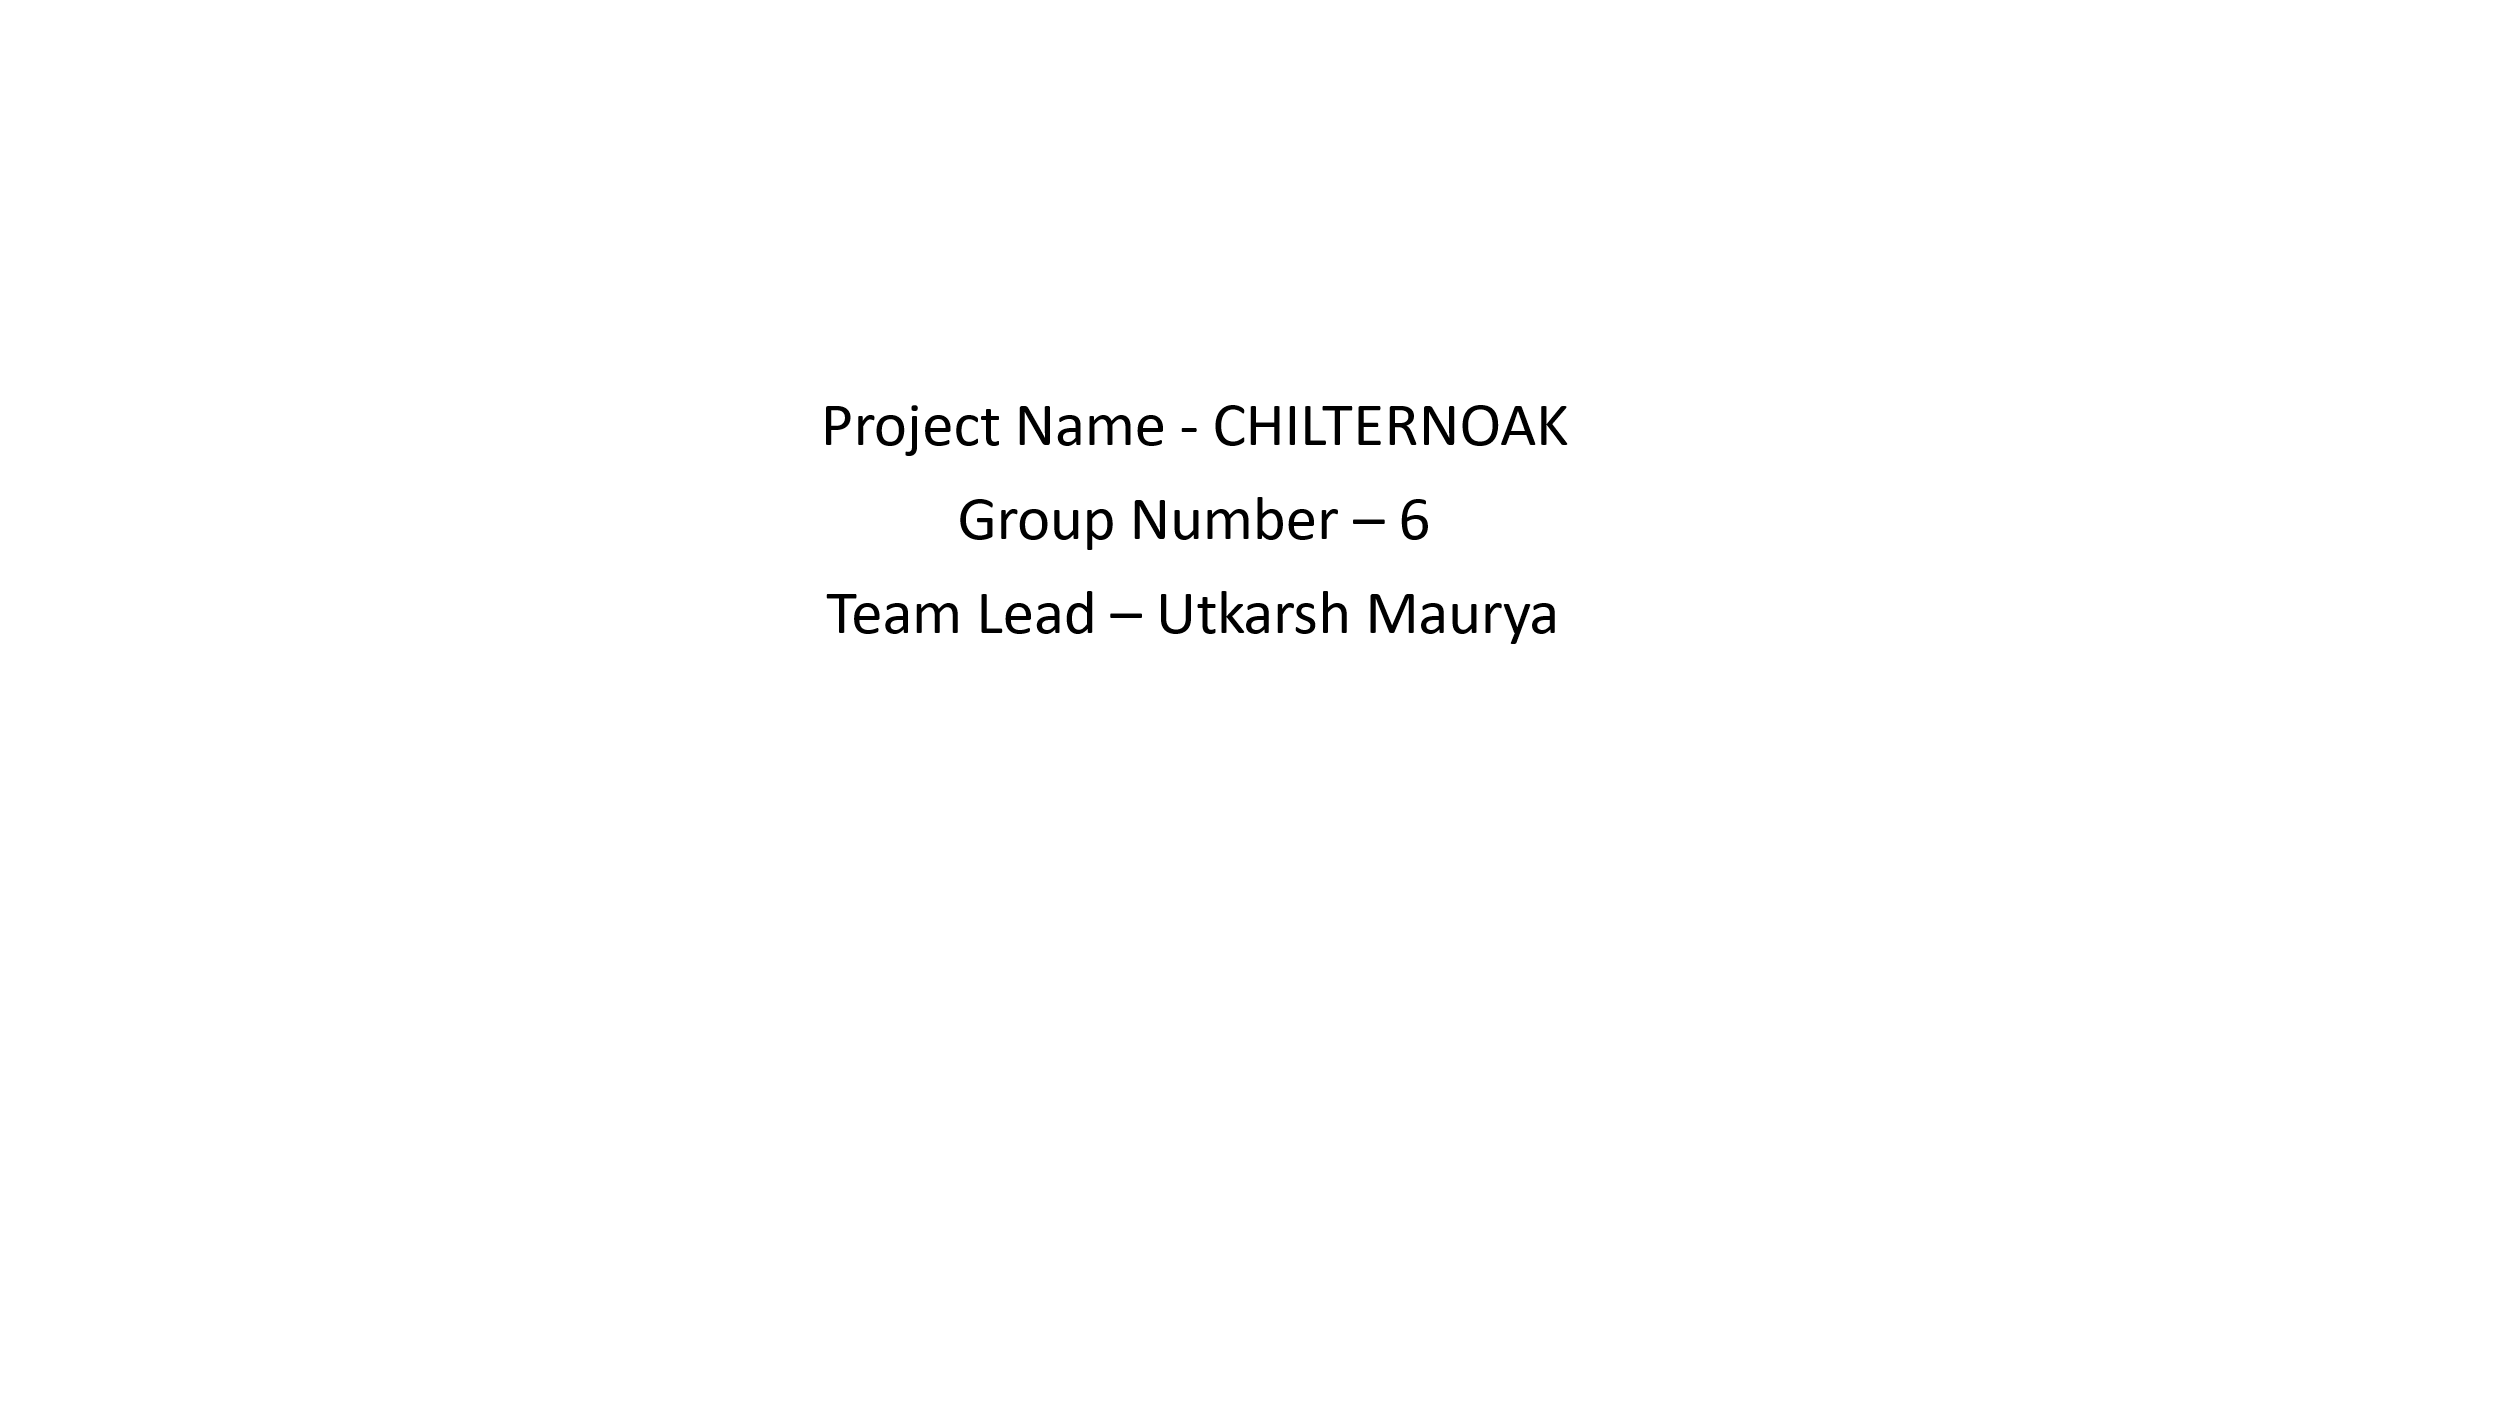 Project Name - CHILTERNOAK
Group Number – 6
Team Lead – Utkarsh Maurya